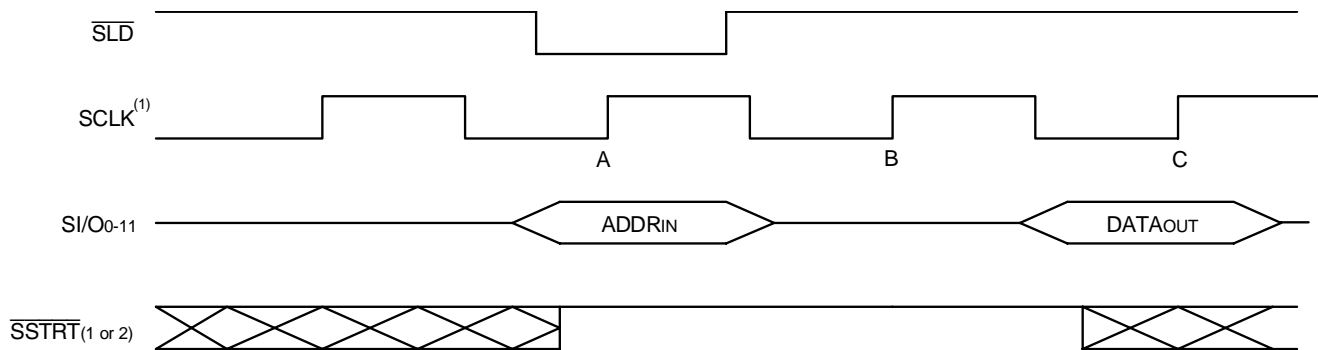 SLD
SCLK(1)
A B C
SI/O0-11 ADDRIN DATAOUT
SSTRT(1 or 2)